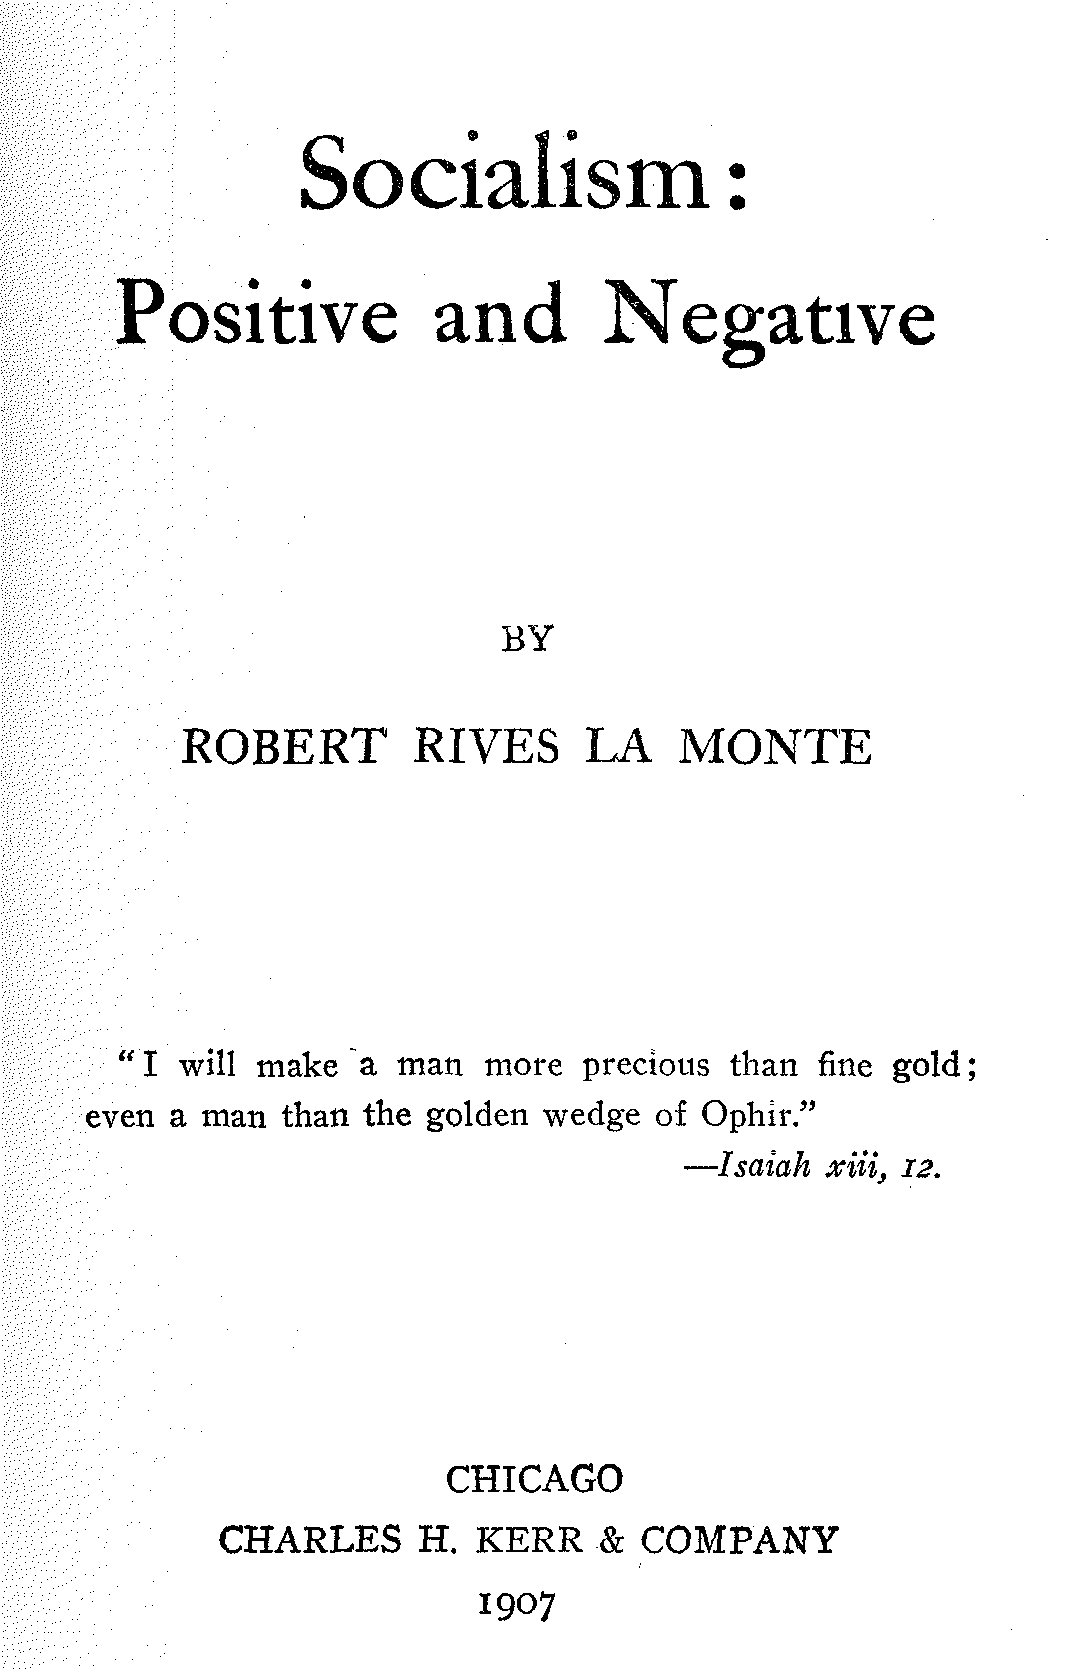 Socialism:
Positive and Negative
BY
ROBERT RIVES LA MONTE
"I will make a man more precious than fine gold;
even a man than the golden wedge of Ophir."
—Isaiah xiii, 12.
CHICAGO
CHARLES H. KERR & COMPANY
1907